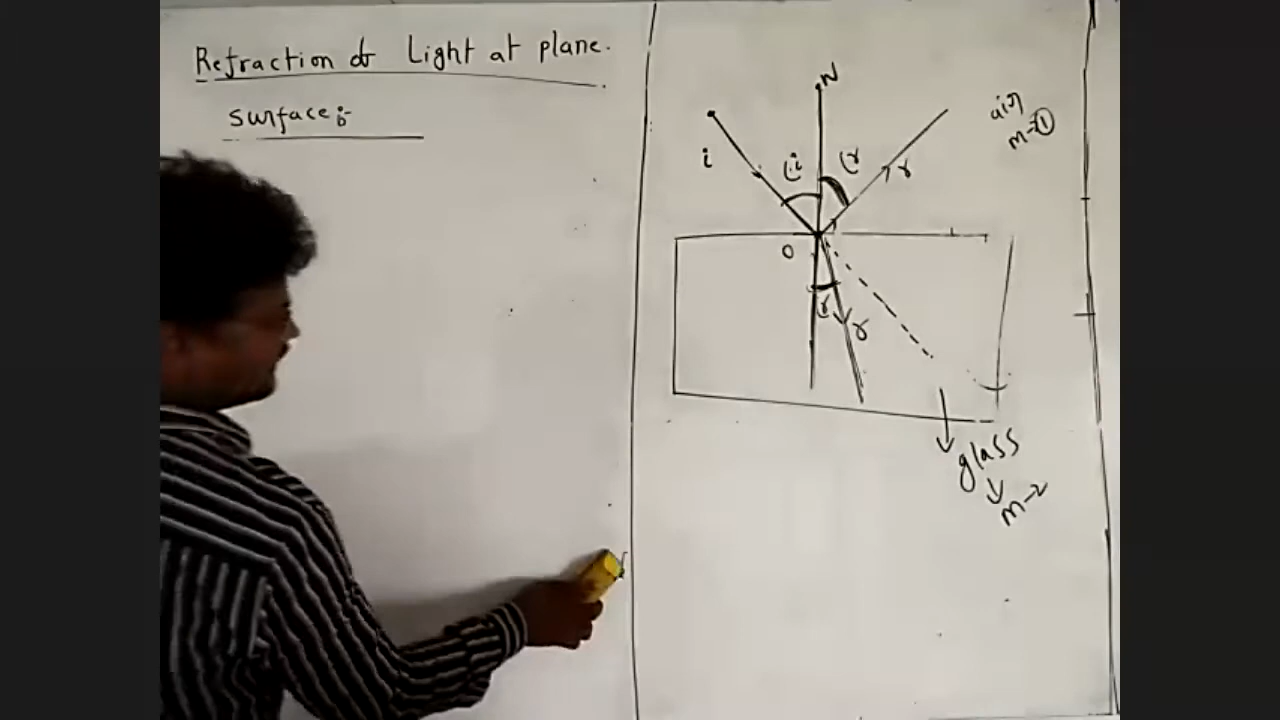 Refraction of Light at plane.
Surface:-
N
air
m-①
i
∠i
∠r
r
O
∠r
r
glass
m-2